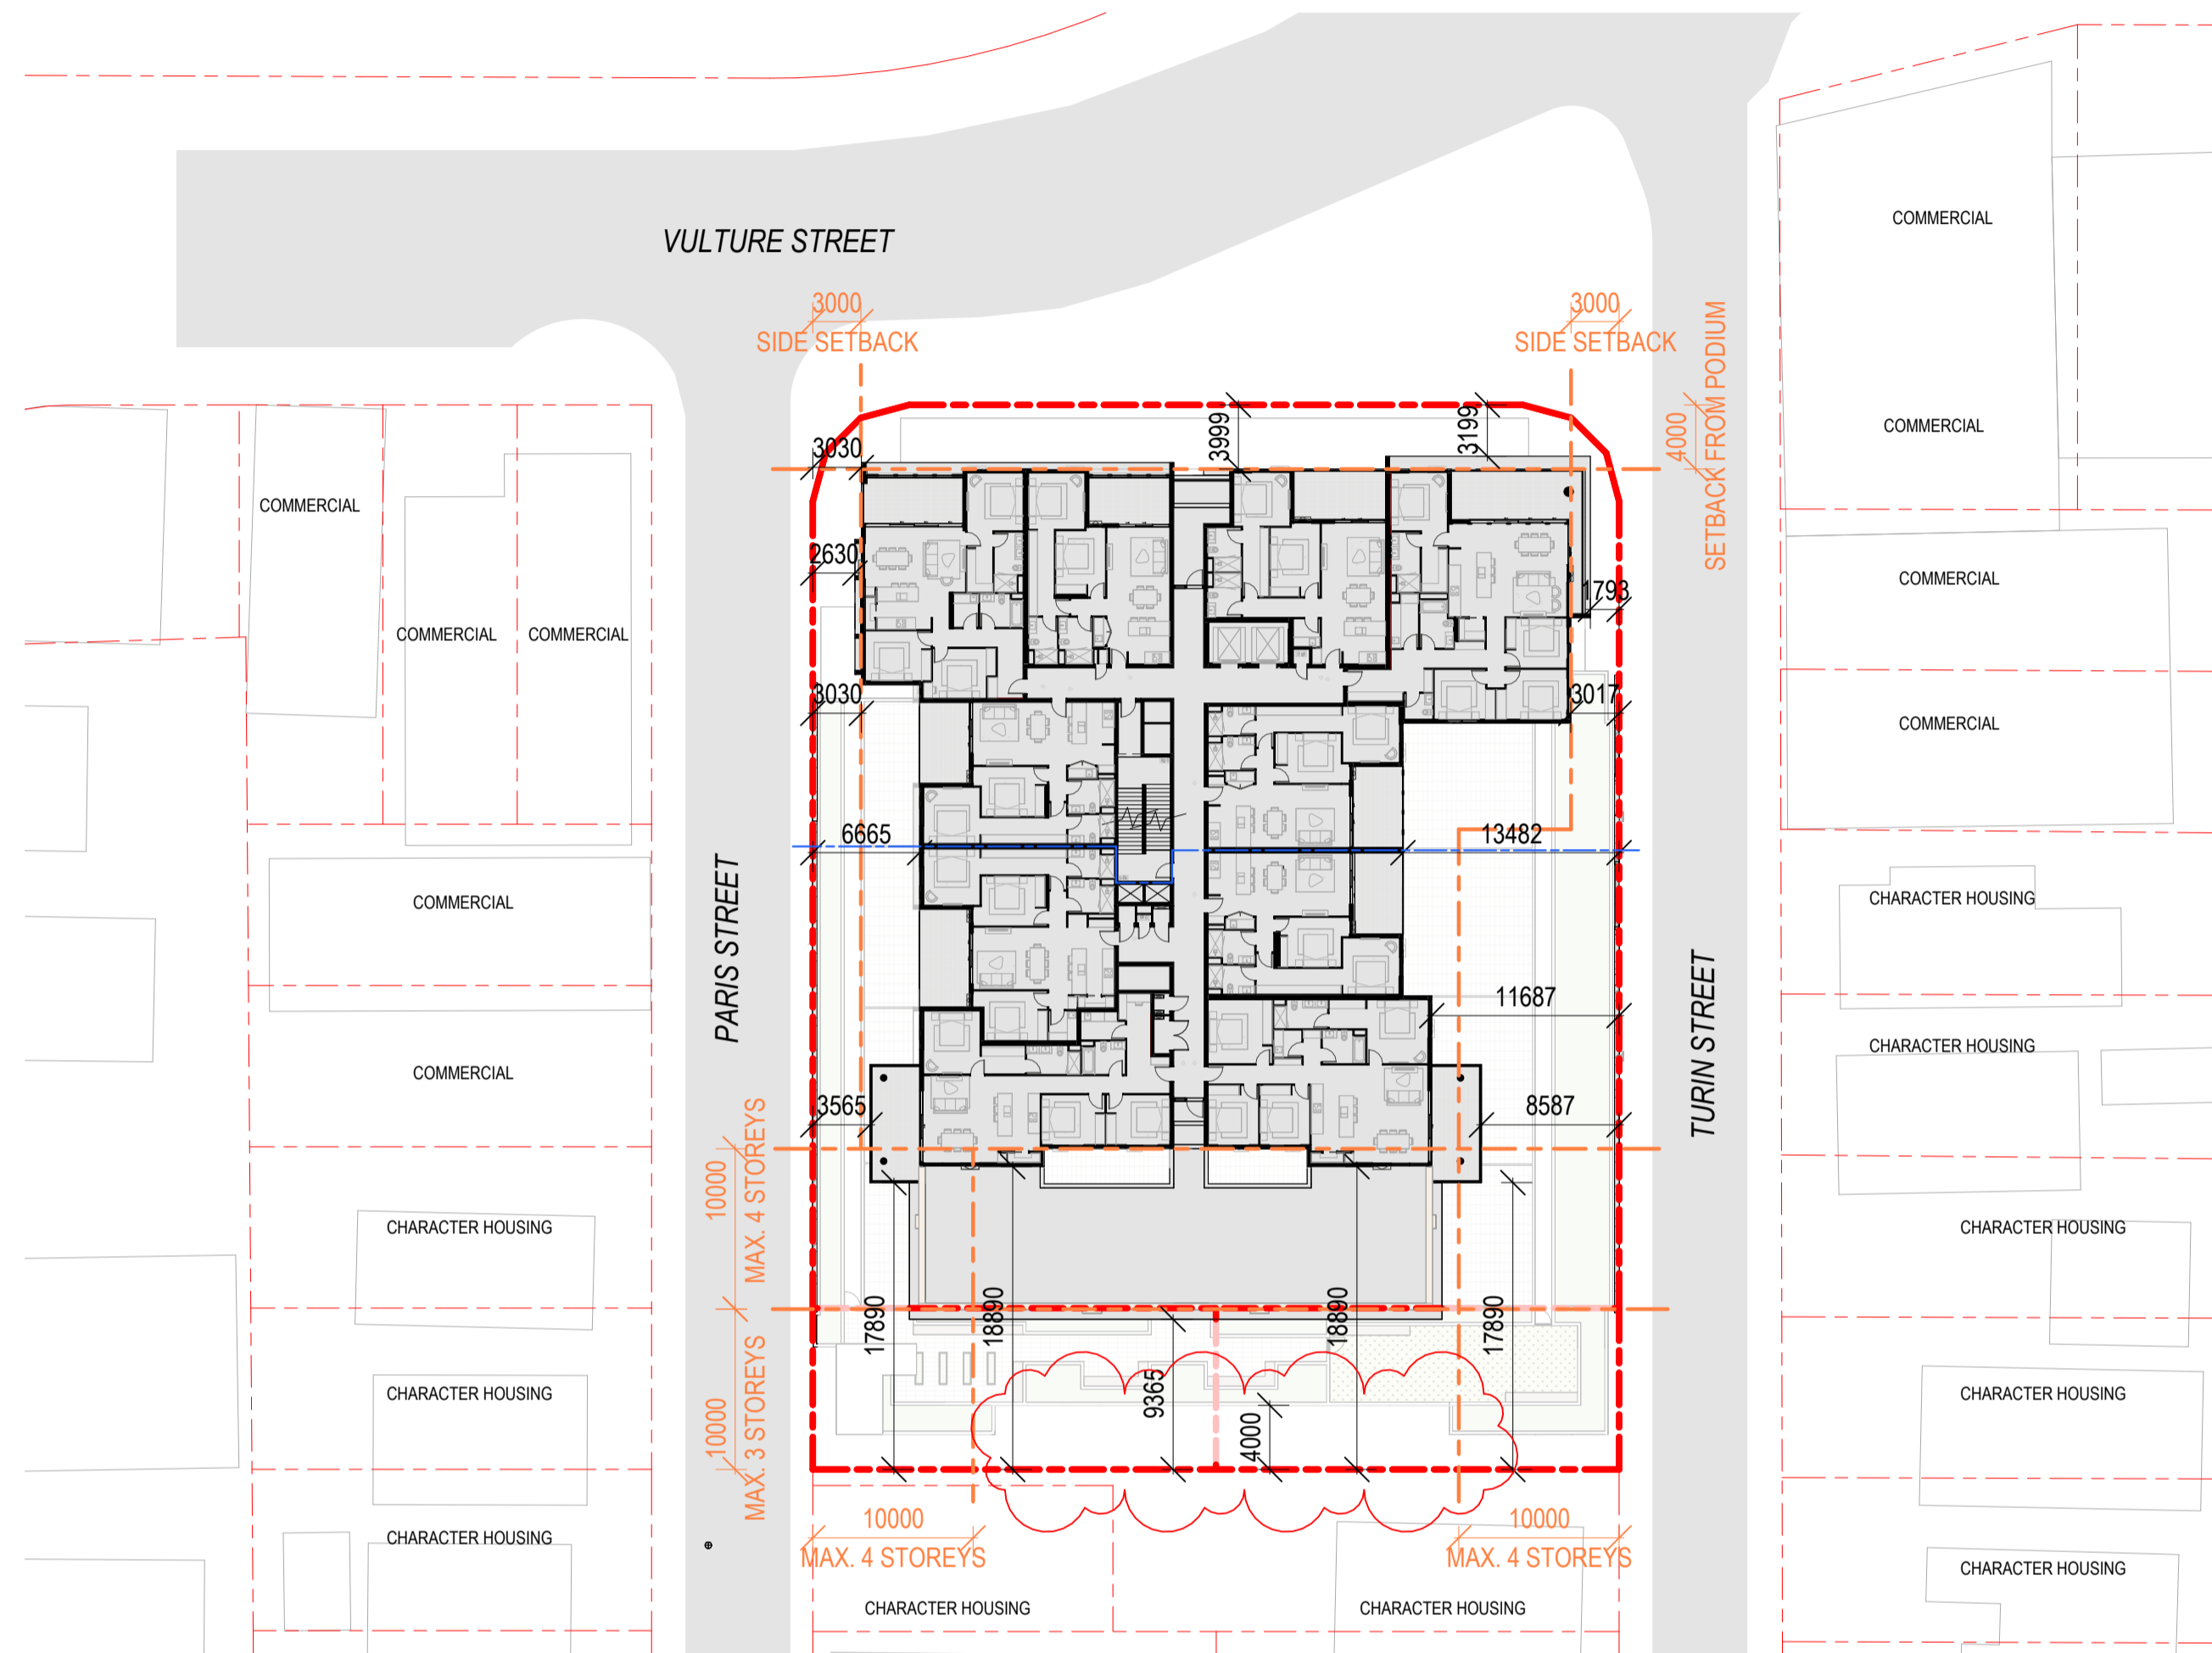 COMMERCIAL
VULTURE STREET
3000
SIDE SETBACK
3000
SIDE SETBACK
4000
SETBACK FROM PODIUM
COMMERCIAL
3030
3999
3199
COMMERCIAL
2630
COMMERCIAL
1793
COMMERCIAL
COMMERCIAL
3030
3017
COMMERCIAL
6665
13482
COMMERCIAL
CHARACTER HOUSING
PARIS STREET
TURIN STREET
11687
CHARACTER HOUSING
COMMERCIAL
3565
8587
10000
MAX. 4 STOREYS
CHARACTER HOUSING
CHARACTER HOUSING
17890
18890
18890
17890
10000
MAX. 3 STOREYS
9365
4000
CHARACTER HOUSING
CHARACTER HOUSING
10000
MAX. 4 STOREYS
10000
MAX. 4 STOREYS
CHARACTER HOUSING
CHARACTER HOUSING
CHARACTER HOUSING
CHARACTER HOUSING